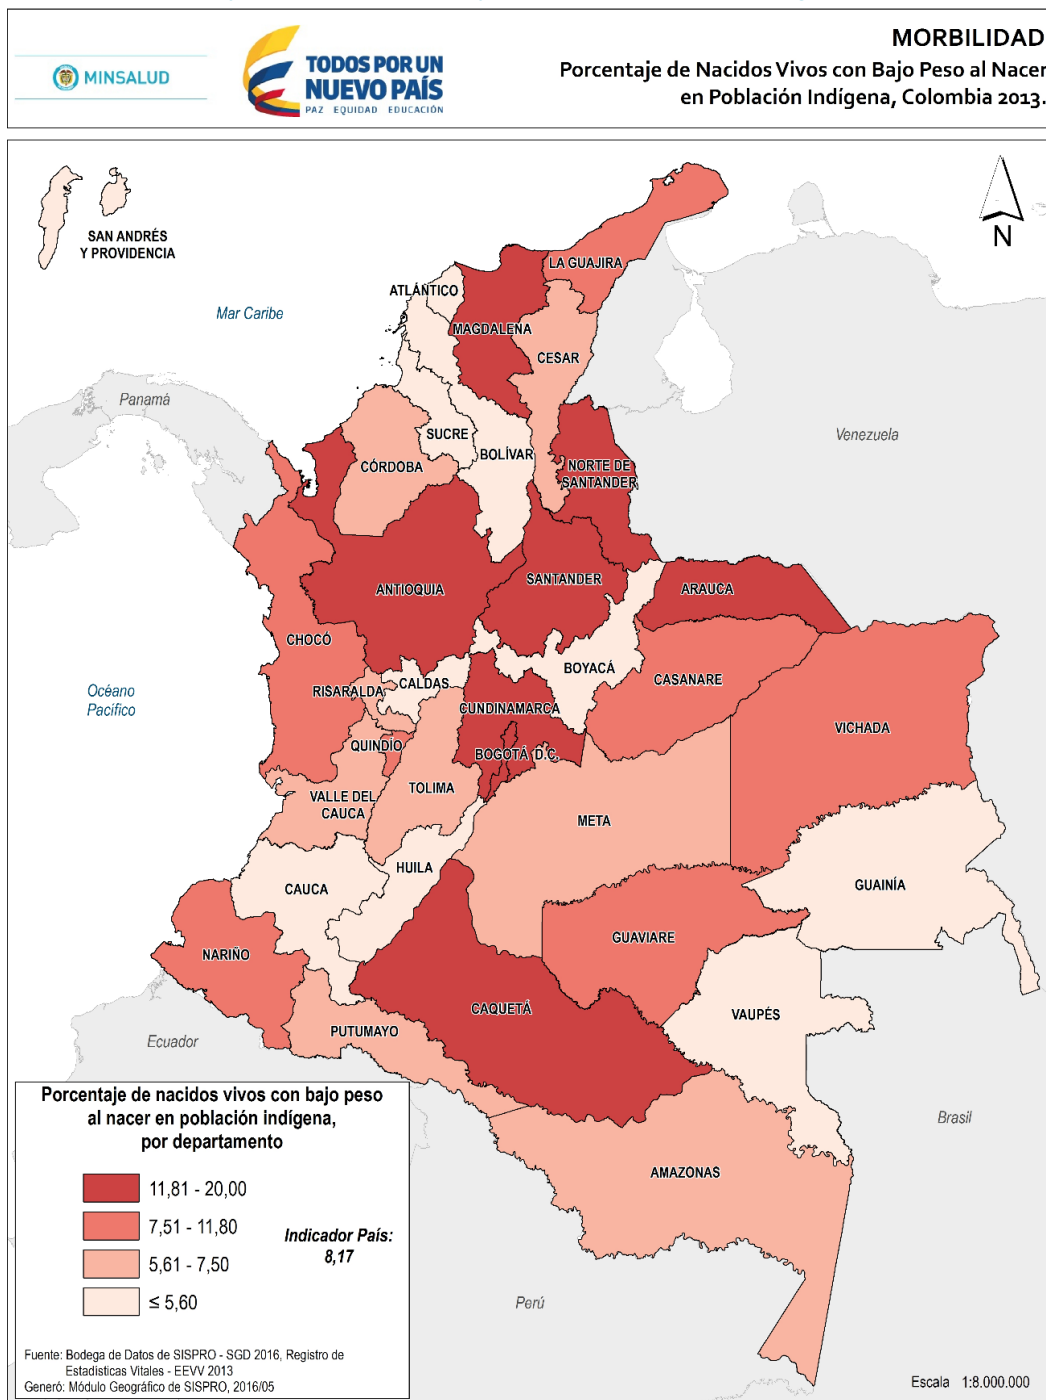 MINSALUD
TODOS POR UN
NUEVO PAÍS
PAZ EQUIDAD EDUCACIÓN
MORBILIDAD
Porcentaje de Nacidos Vivos con Bajo Peso al Nacer
en Población Indígena, Colombia 2013.
SAN ANDRÉS
Y PROVIDENCIA
N
LA GUAJIRA
ATLÁNTICO
Mar Caribe
MAGDALENA
CESAR
Panamá
Venezuela
SUCRE
BOLÍVAR
CÓRDOBA
NORTE DE
SANTANDER
ANTIOQUIA
SANTANDER
ARAUCA
CHOCÓ
BOYACÁ
CASANARE
RISARALDA
CALDAS
Océano
Pacífico
CUNDINAMARCA
VICHADA
QUINDÍO
BOGOTÁ D.C.
TOLIMA
VALLE DEL
CAUCA
META
HUILA
CAUCA
GUAINÍA
NARIÑO
GUAVIARE
CAQUETÁ
VAUPÉS
PUTUMAYO
Ecuador
Brasil
AMAZONAS
Perú
Porcentaje de nacidos vivos con bajo peso
al nacer en población indígena,
por departamento
11,81 - 20,00
7,51 - 11,80
5,61 - 7,50
≤ 5,60
Indicador País:
8,17
Fuente: Bodega de Datos de SISPRO - SGD 2016, Registro de
Estadísticas Vitales - EEVV 2013
Generó: Módulo Geográfico de SISPRO, 2016/05
Escala 1:8.000.000